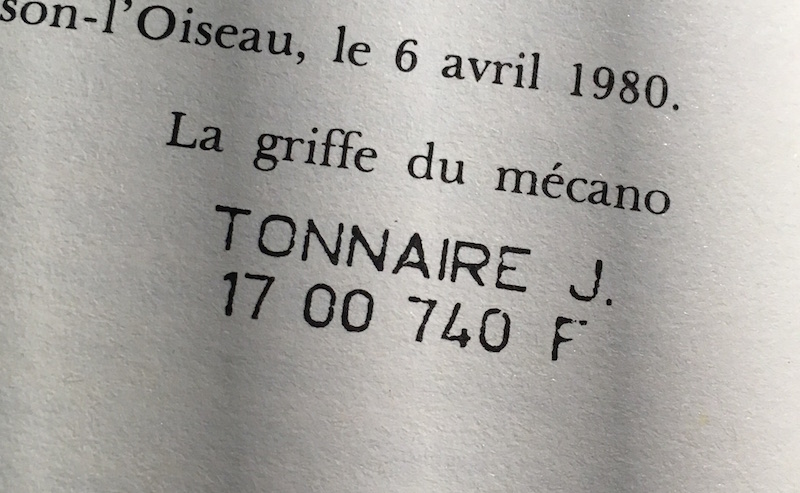 son-l'Oiseau, le 6 avril 1980.
La griffe du mécano
TONNAIRE J.
17 00 740 F